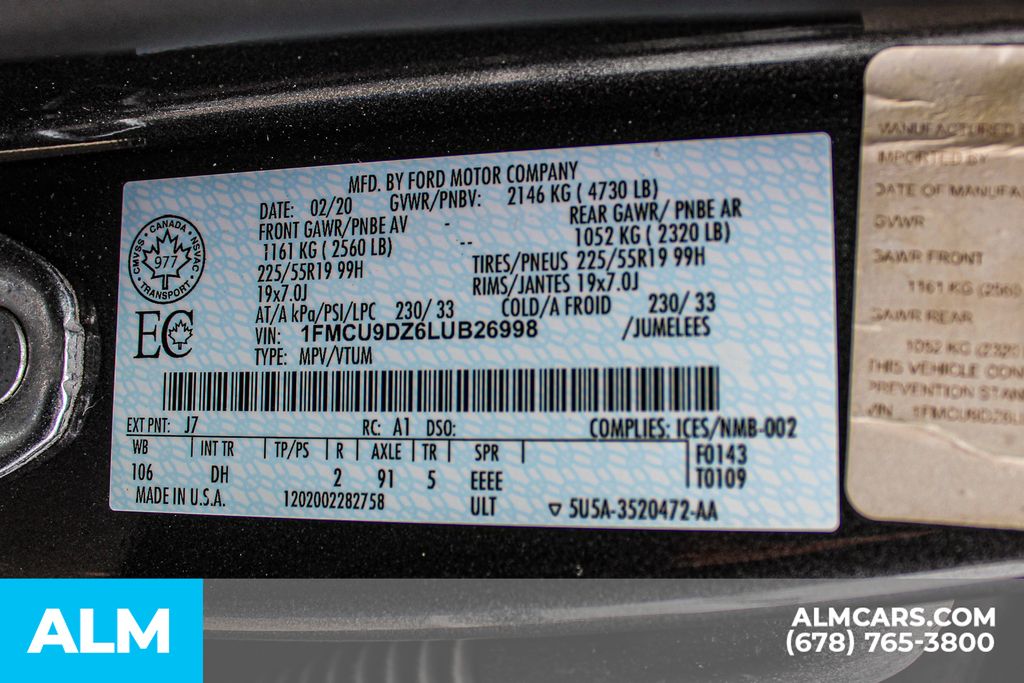 MFD. BY FORD MOTOR COMPANY
DATE: 02/20 GVWR/PNBV: 2146 KG ( 4730 LB)
FRONT GAWR/PNBE AV - REAR GAWR/ PNBE AR
1161 KG ( 2560 LB) -- 1052 KG ( 2320 LB)
225/55R19 99H TIRES/PNEUS 225/55R19 99H
19x7.0J RIMS/JANTES 19x7.0J
AT/A kPa/PSI/LPC 230/ 33 COLD/A FROID 230/ 33
VIN: 1FMCU9DZ6LUB26998 /JUMELEES
TYPE: MPV/VTUM
CMVSS • CANADA • NSVAC • TRANSPORT •
977
EC
EXT PNT: J7 RC: A1 DSO: COMPLIES: ICES/NMB-002
WB INT TR TP/PS R AXLE TR SPR F0143
106 DH 2 91 5 EEEE T0109
MADE IN U.S.A. 1202002282758 ULT 5U5A-3520472-AA
MANUFACTURED
IMPORTED BY
DATE OF MANUFA
GVWR
GAWR FRONT
1161 KG (2560
GAWR REAR
1052 KG (2320
THIS VEHICLE CON
PREVENTION STAN
VIN 1FMCU9DZ6L
ALM
ALMCARS.COM
(678) 765-3800